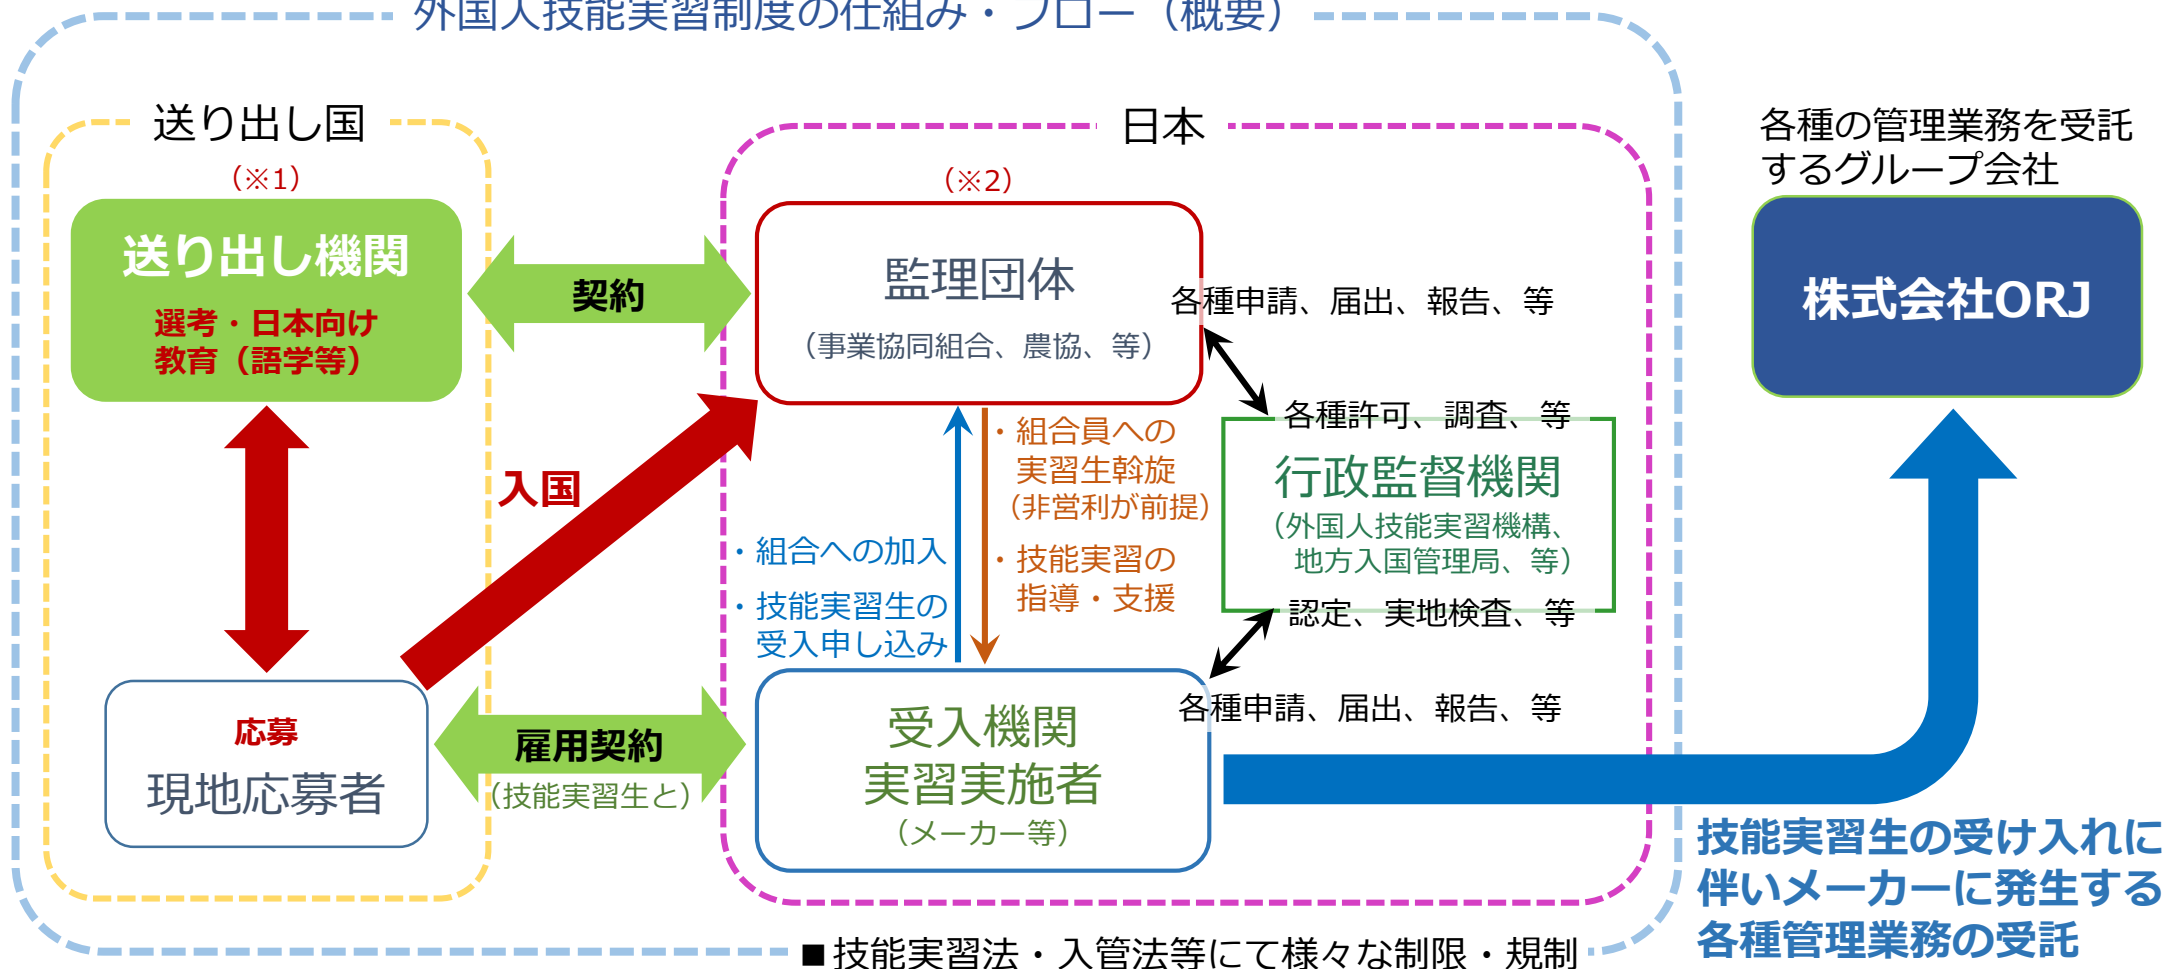 外国人技能実習制度の仕組み・フロー（概要）
送り出し国
（※1）
送り出し機関
選考・日本向け
教育（語学等）
契約
入国
応募
現地応募者
雇用契約
（技能実習生と）
日本
（※2）
監理団体
（事業協同組合、農協、等）
各種申請、届出、報告、等
・組合員への
実習生斡旋
（非営利が前提）
・技能実習の
指導・支援
・組合への加入
・技能実習生の
受入申し込み
各種許可、調査、等
行政監督機関
（外国人技能実習機構、
地方入国管理局、等）
認定、実地検査、等
各種申請、届出、報告、等
受入機関
実習実施者
（メーカー等）
■技能実習法・入管法等にて様々な制限・規制
各種の管理業務を受託
するグループ会社
株式会社ORJ
技能実習生の受け入れに
伴いメーカーに発生する
各種管理業務の受託